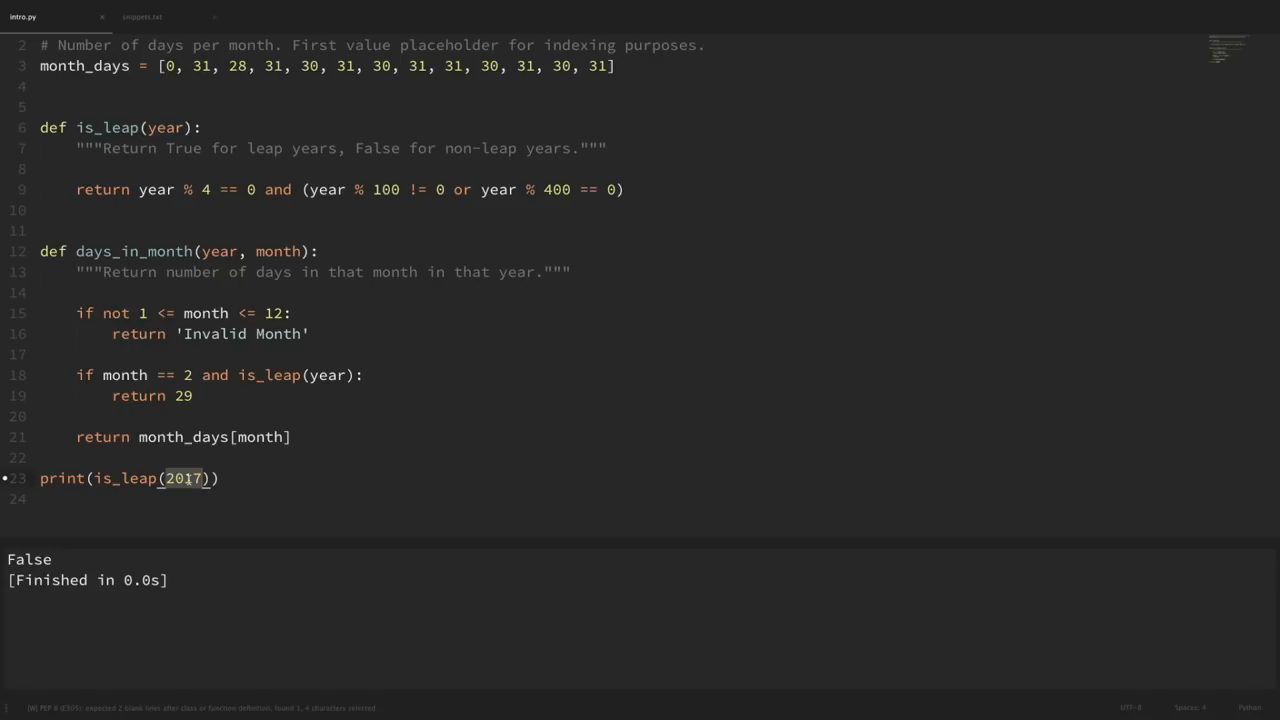 intro.py × snippets.txt ×
2 # Number of days per month. First value placeholder for indexing purposes.
3 month_days = [0, 31, 28, 31, 30, 31, 30, 31, 31, 30, 31, 30, 31]
4
5
6 def is_leap(year):
7     """Return True for leap years, False for non-leap years."""
8
9     return year % 4 == 0 and (year % 100 != 0 or year % 400 == 0)
10
11
12 def days_in_month(year, month):
13     """Return number of days in that month in that year."""
14
15     if not 1 <= month <= 12:
16         return 'Invalid Month'
17
18     if month == 2 and is_leap(year):
19         return 29
20
21     return month_days[month]
22
23 print(is_leap(2017))
24
False
[Finished in 0.0s]
[W] PEP 8 (E305): expected 2 blank lines after class or function definition, found 1, 4 characters selected UTF-8 Spaces: 4 Python